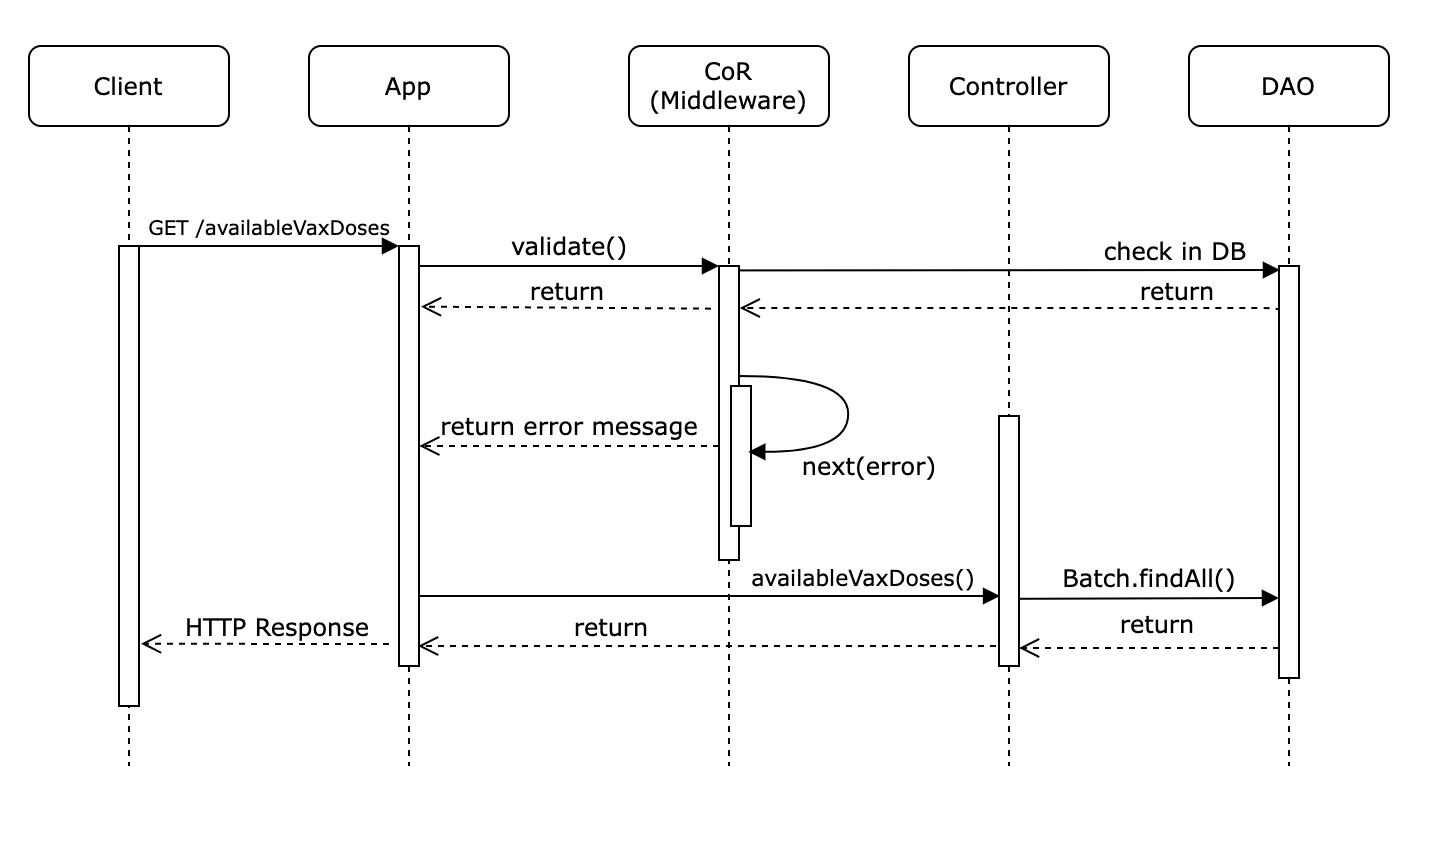 Client
App
CoR
(Middleware)
Controller
DAO
GET /availableVaxDoses
validate()
check in DB
return
return
return error message
next(error)
availableVaxDoses()
Batch.findAll()
HTTP Response
return
return